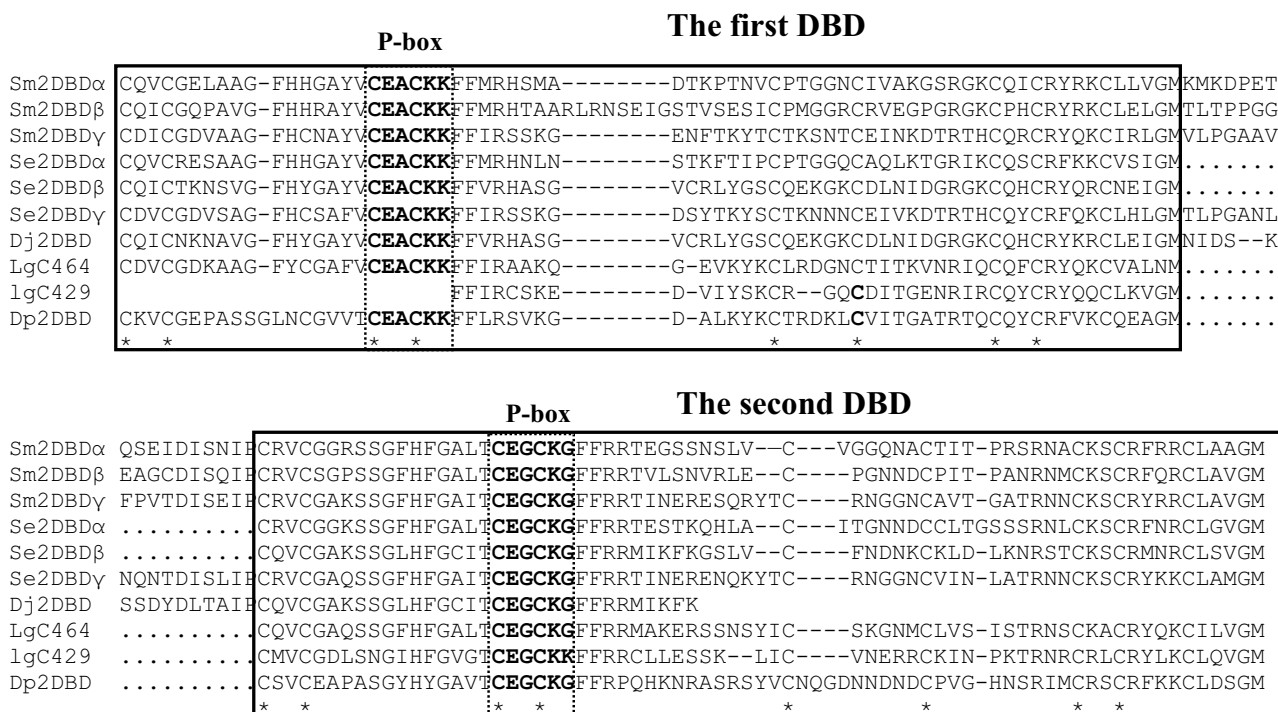 The first DBD
P-box
Sm2DBDα CQVCGELAAG-FHHGAYVCEACKKFFMRHSMA--------DTKPTNVCPTGGNCIVAKGSRGKCQICRYRKCLLVGMKMKDPET
Sm2DBDβ CQICGQPAVG-FHHRAYVCEACKKFFMRHTAARLRNSEIGSTVSESICPMGGRCRVEGPGRGKCPHCRYRKCLELGMTLTPPGG
Sm2DBDγ CDICGDVAAG-FHCNAYVCEACKKFFIRSSKG--------ENFTKYTCTKSNTCEINKDTRTHCQRCRYQKCIRLGMVLPGAAV
Se2DBDα CQVCRESAAG-FHHGAYVCEACKKFFMRHNLN--------STKFTIPCPTGGQCAQLKTGRIKCQSCRFKKCVSIGM.......
Se2DBDβ CQICTKNSVG-FHYGAYVCEACKKFFVRHASG--------VCRLYGSCQEKGKCDLNIDGRGKCQHCRYQRCNEIGM.......
Se2DBDγ CDVCGDVSAG-FHCSAFVCEACKKFFIRSSKG--------DSYTKYSCTKNNNCEIVKDTRTHCQYCRFQKCLHLGMTLPGANL
Dj2DBD CQICNKNAVG-FHYGAYVCEACKKFFVRHASG--------VCRLYGSCQEKGKCDLNIDGRGKCQHCRYKRCLEIGMNIDS--K
LgC464 CDVCGDKAAG-FYCGAFVCEACKKFFIRAAKQ--------G-EVKYKCLRDGNCTITKVNRIQCQFCRYQKCVALNM.......
lgC429 FFIRCSKE--------D-VIYSKCR--GQCDITGENRIRCQYCRYQQCLKVGM.......
Dp2DBD CKVCGEPASSGLNCGVVTCEACKKFFLRSVKG--------D-ALKYKCTRDKLCVITGATRTQCQYCRFVKCQEAGM.......
* * * * * * * *
The second DBD
P-box
Sm2DBDα QSEIDISNIPCRVCGGRSSGFHFGALTCEGCKGFFRRTEGSSNSLV--C---VGGQNACTIT-PRSRNACKSCRFRRCLAAGM
Sm2DBDβ EAGCDISQIPCRVCSGPSSGFHFGALTCEGCKGFFRRTVLSNVRLE--C----PGNNDCPIT-PANRNMCKSCRFQRCLAVGM
Sm2DBDγ FPVTDISEIPCRVCGAKSSGFHFGAITCEGCKGFFRRTINERESQRYTC----RNGGNCAVT-GATRNNCKSCRYRRCLAVGM
Se2DBDα ..........CRVCGGKSSGFHFGALTCEGCKGFFRRTESTKQHLA--C---ITGNNDCCLTGSSSRNLCKSCRFNRCLGVGM
Se2DBDβ ..........CQVCGAKSSGLHFGCITCEGCKGFFRRMIKFKGSLV--C----FNDNKCKLD-LKNRSTCKSCRMNRCLSVGM
Se2DBDγ NQNTDISLIPCRVCGAQSSGFHFGAITCEGCKGFFRRTINERENQKYTC----RNGGNCVIN-LATRNNCKSCRYKKCLAMGM
Dj2DBD SSDYDLTAIPCQVCGAKSSGLHFGCITCEGCKGFFRRMIKFK
LgC464 ..........CQVCGAQSSGFHFGALTCEGCKGFFRRMAKERSSNSYIC----SKGNMCLVS-ISTRNSCKACRYQKCILVGM
lgC429 ..........CMVCGDLSNGIHFGVGTCEGCKKFFRRCLLESSK--LIC----VNERRCKIN-PKTRNRCRLCRYLKCLQVGM
Dp2DBD ..........CSVCEAPASGYHYGAVTCEGCKGFFRPQHKNRASRSYVCNQGDNNDNDCPVG-HNSRIMCRSCRFKKCLDSGM
* * * * * * * *